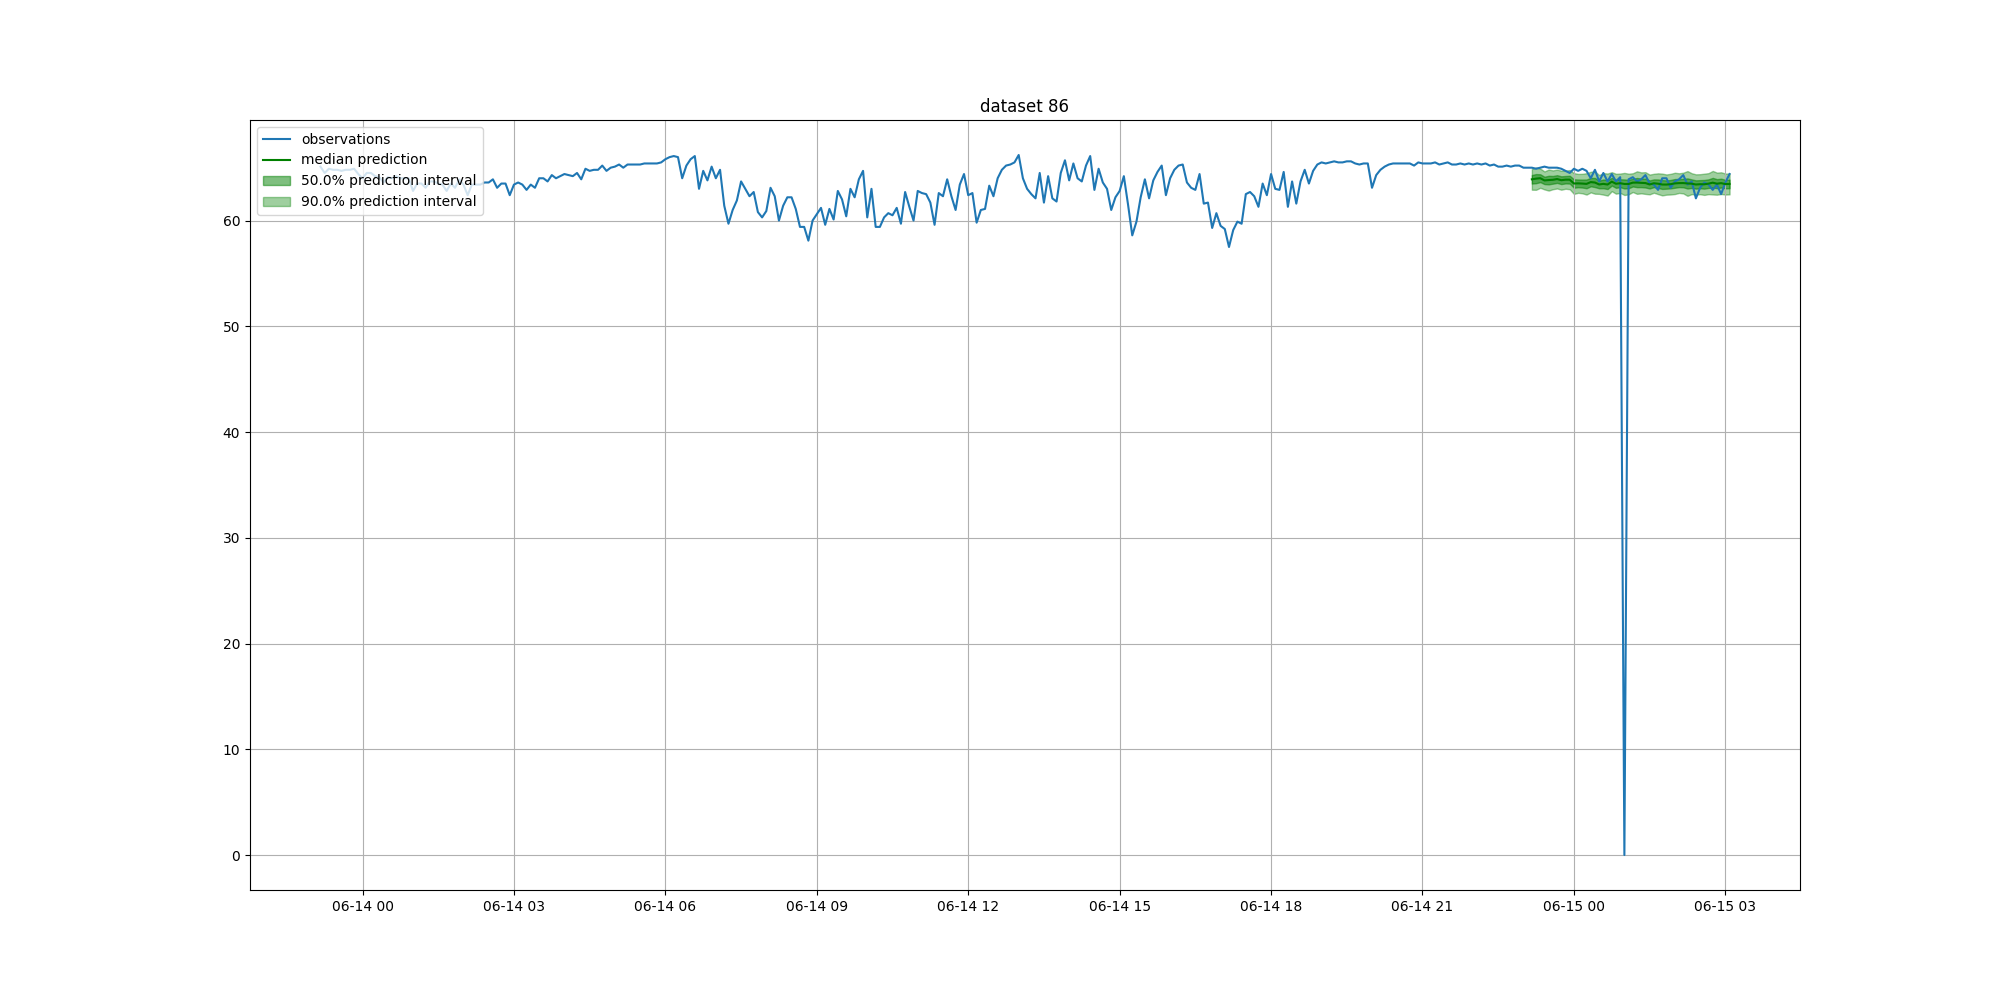 dataset 86
observations
median prediction
50.0% prediction interval
90.0% prediction interval
60
50
40
30
20
10
0
06-14 00 06-14 03 06-14 06 06-14 09 06-14 12 06-14 15 06-14 18 06-14 21 06-15 00 06-15 03